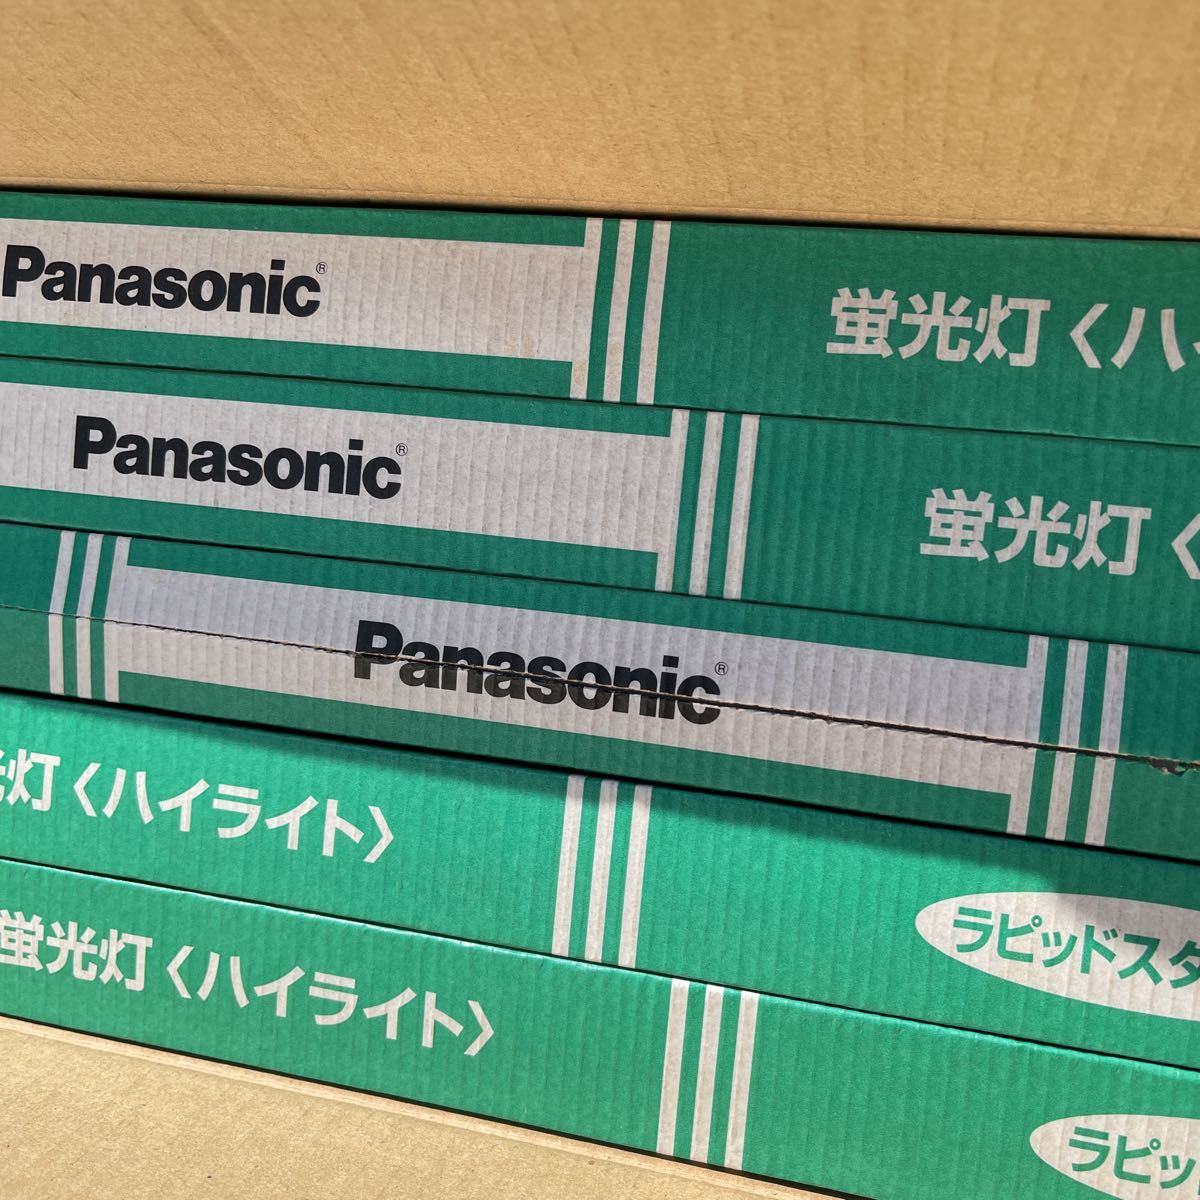 Panasonic® 蛍光灯〈ハイ
Panasonic® 蛍光灯〈
Panasonic®
光灯〈ハイライト〉 ラピッドスタ
蛍光灯〈ハイライト〉 ラピッ